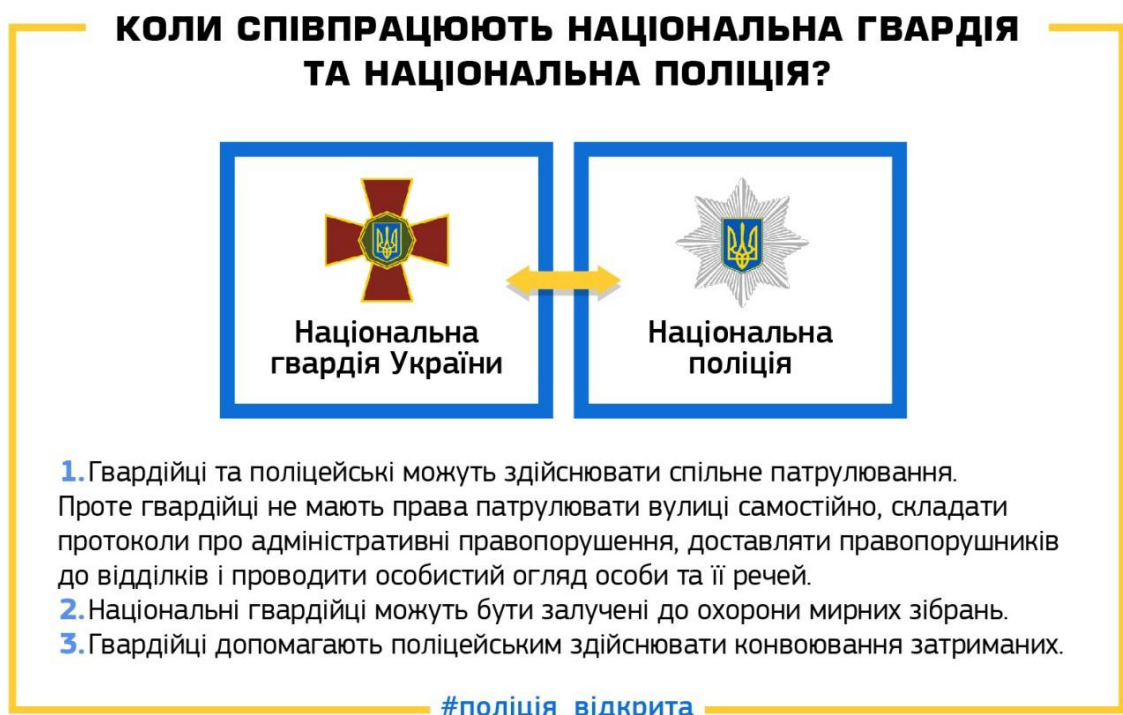 КОЛИ СПІВПРАЦЮЮТЬ НАЦІОНАЛЬНА ГВАРДІЯ
ТА НАЦІОНАЛЬНА ПОЛІЦІЯ?
Національна
гвардія України
Національна
поліція
1. Гвардійці та поліцейські можуть здійснювати спільне патрулювання.
Проте гвардійці не мають права патрулювати вулиці самостійно, складати
протоколи про адміністративні правопорушення, доставляти правопорушників
до відділків і проводити особистий огляд особи та її речей.
2. Національні гвардійці можуть бути залучені до охорони мирних зібрань.
3. Гвардійці допомагають поліцейським здійснювати конвоювання затриманих.
#поліція_відкрита